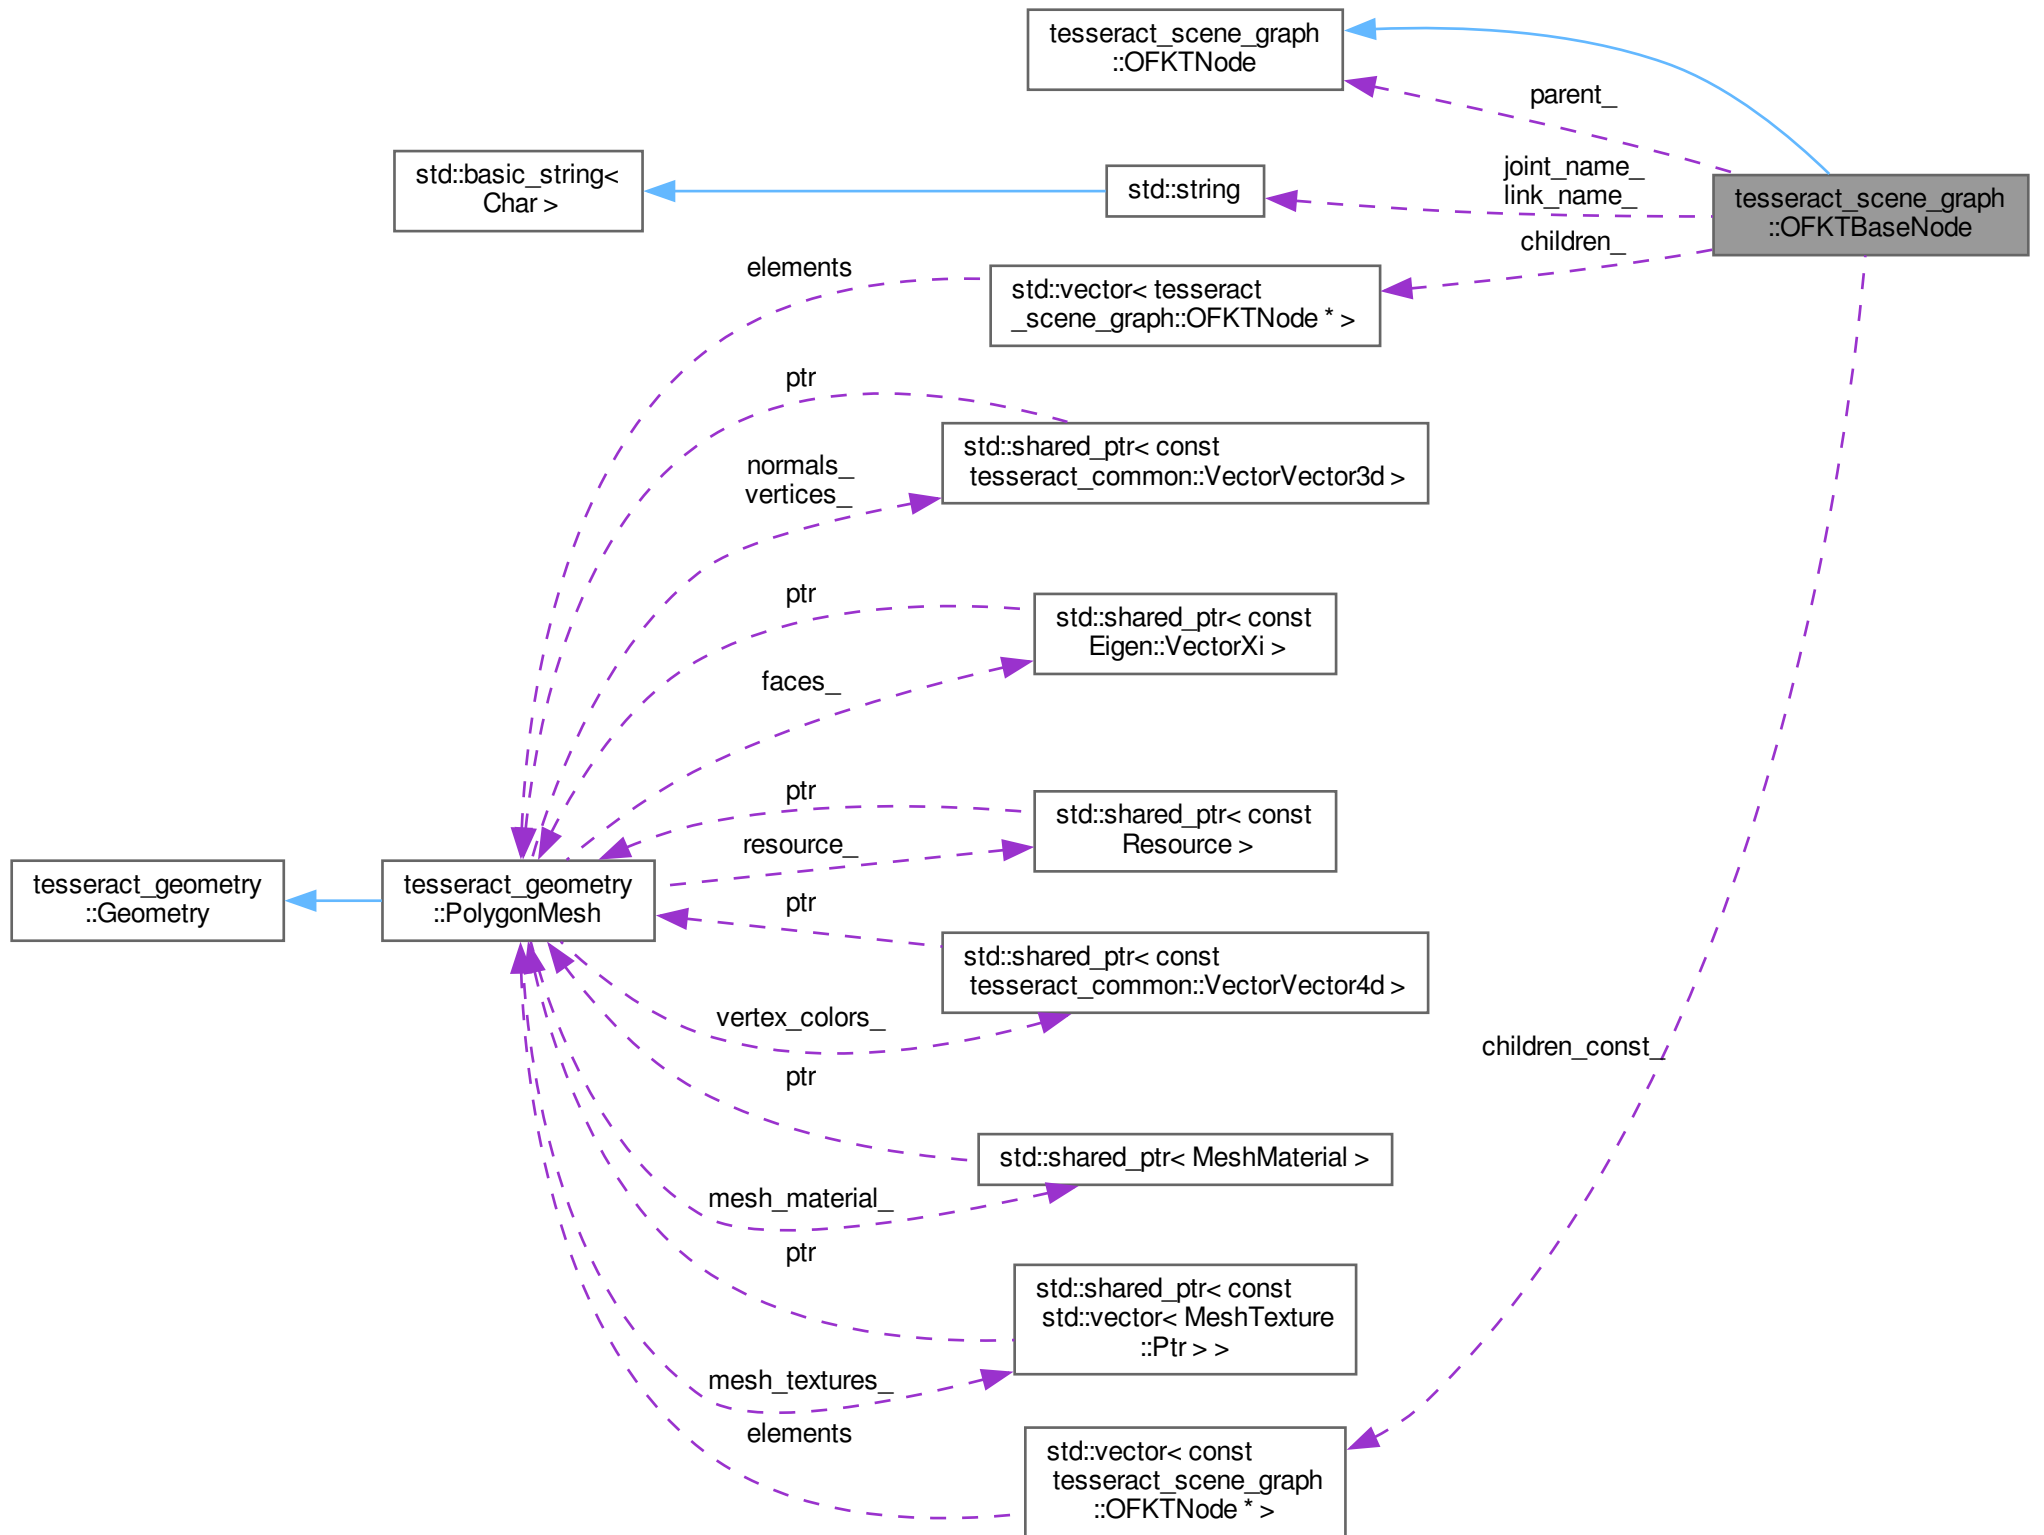 tesseract_scene_graph
::OFKTNode
parent_
std::basic_string<
Char >
std::string
joint_name_
link_name_
tesseract_scene_graph
::OFKTBaseNode
children_
elements
std::vector< tesseract
_scene_graph::OFKTNode * >
ptr
std::shared_ptr< const
tesseract_common::VectorVector3d >
normals_
vertices_
ptr
std::shared_ptr< const
Eigen::VectorXi >
faces_
ptr
std::shared_ptr< const
Resource >
resource_
tesseract_geometry
::Geometry
tesseract_geometry
::PolygonMesh
ptr
std::shared_ptr< const
tesseract_common::VectorVector4d >
vertex_colors_
children_const_
ptr
std::shared_ptr< MeshMaterial >
mesh_material_
ptr
std::shared_ptr< const
std::vector< MeshTexture
::Ptr > >
mesh_textures_
elements
std::vector< const
tesseract_scene_graph
::OFKTNode * >